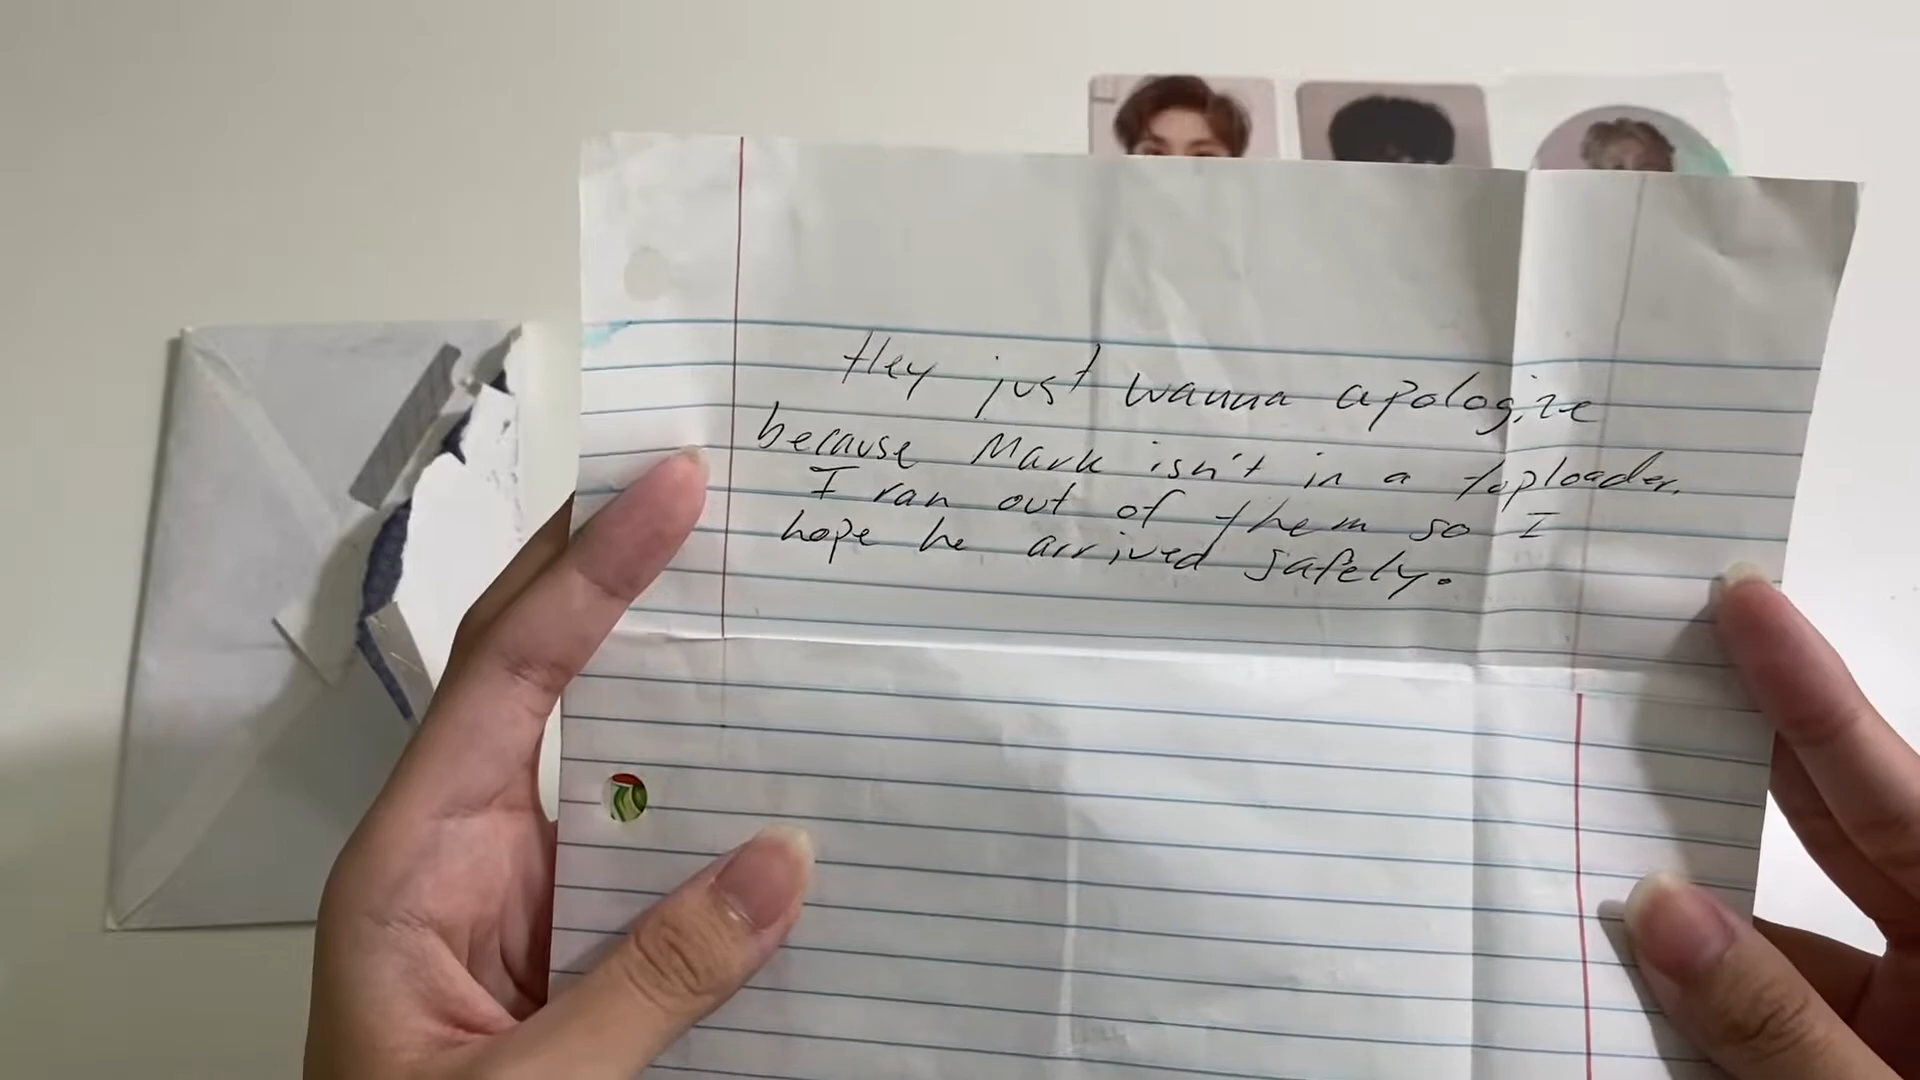 Hey just wanna apologize
because Mark isn't in a toploader.
I ran out of them so I
hope he arrived safely.